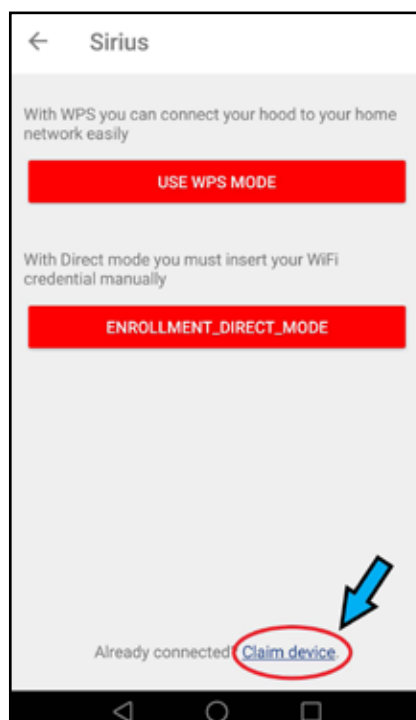 Sirius
With WPS you can connect your hood to your home
network easily
USE WPS MODE
With Direct mode you must insert your WiFi
credential manually
ENROLLMENT_DIRECT_MODE
Already connected? Claim device.